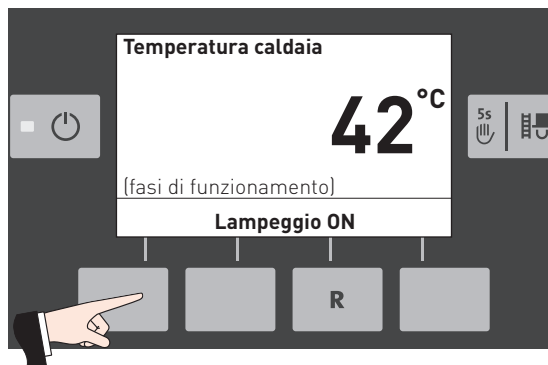 Temperatura caldaia
42°C
5s
(fasi di funzionamento)
Lampeggio ON
R